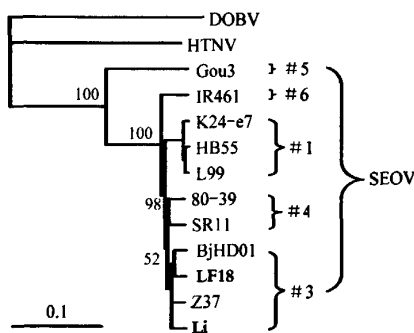 DOBV
HTNV
Gou3 #5
100
IR461 #6
100
K24-e7
HB55 #1
L99
SEOV
80-39
98 #4
SR11
BjHD01
52
LF18 #3
Z37
0.1
Li